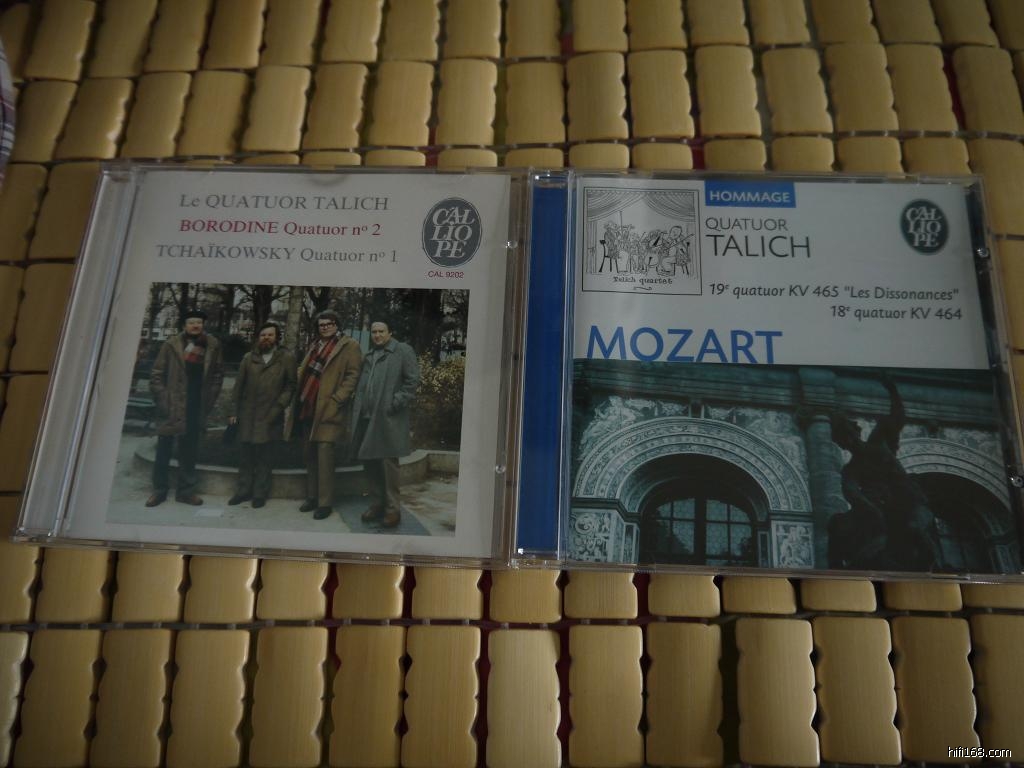 Le QUATUOR TALICH
BORODINE Quatuor nº 2
TCHAÏKOWSKY Quatuor nº 1
CAL
LIO
PE
CAL 9202
HOMMAGE
QUATUOR
TALICH
Talich quartet
CAL
LIO
PE
19e quatuor KV 465 "Les Dissonances"
18e quatuor KV 464
MOZART
hifi168.com